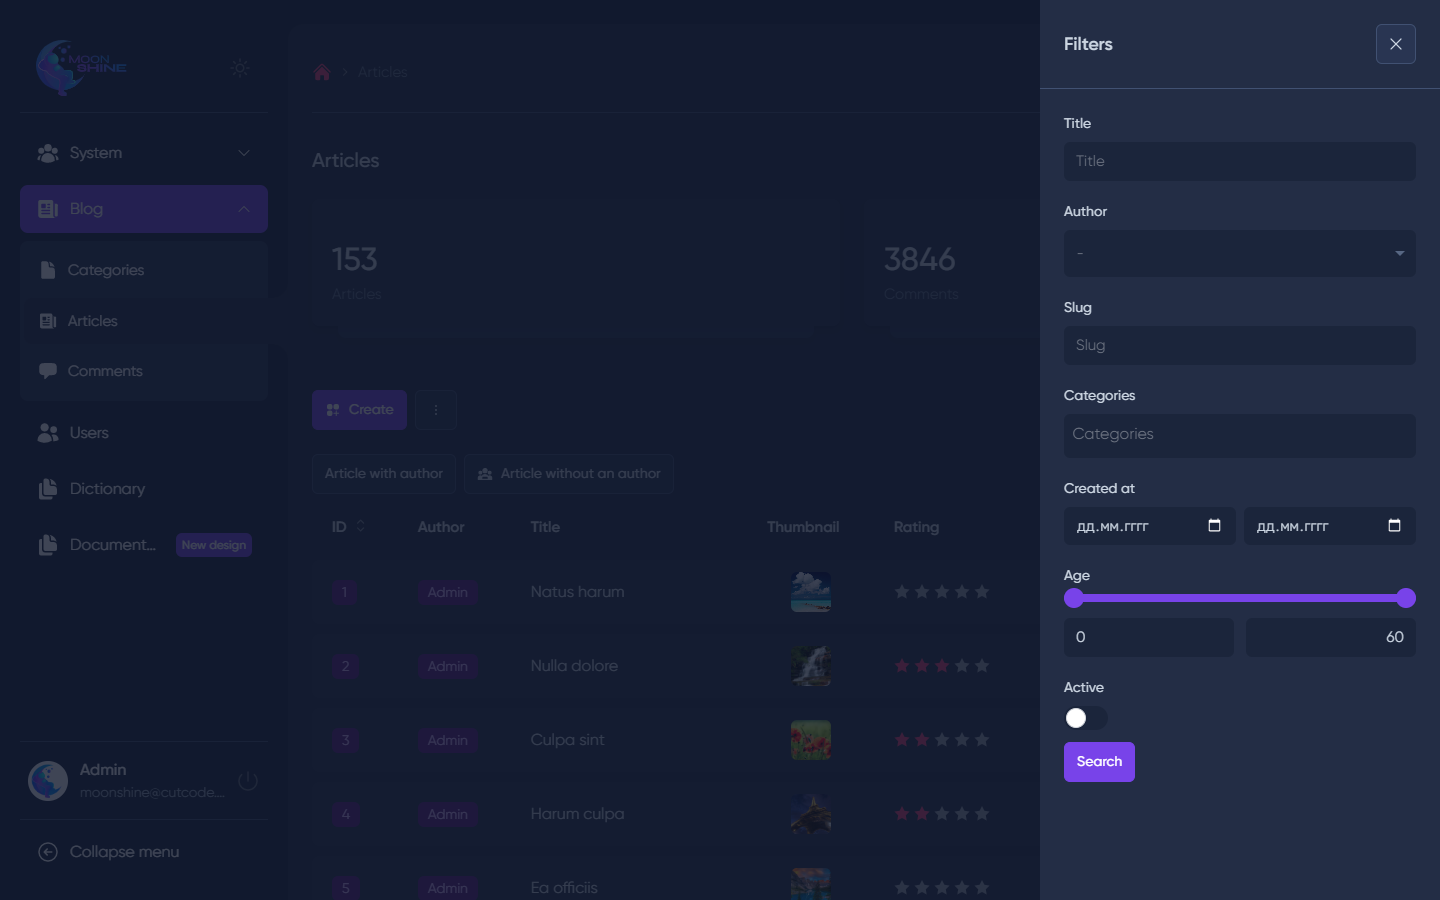 MOON
SHINE
System
Blog
Categories
Articles
Comments
Users
Dictionary
Document...
New design
Admin
moonshine@cutcode...
Collapse menu
Articles
Articles
153
Articles
3846
Comments
Create
Article with author
Article without an author
ID
Author
Title
Thumbnail
Rating
1
Admin
Natus harum
2
Admin
Nulla dolore
3
Admin
Culpa sint
4
Admin
Harum culpa
5
Admin
Ea officiis
Filters
Title
Title
Author
-
Slug
Slug
Categories
Categories
Created at
дд.мм.гггг
дд.мм.гггг
Age
0
60
Active
Search